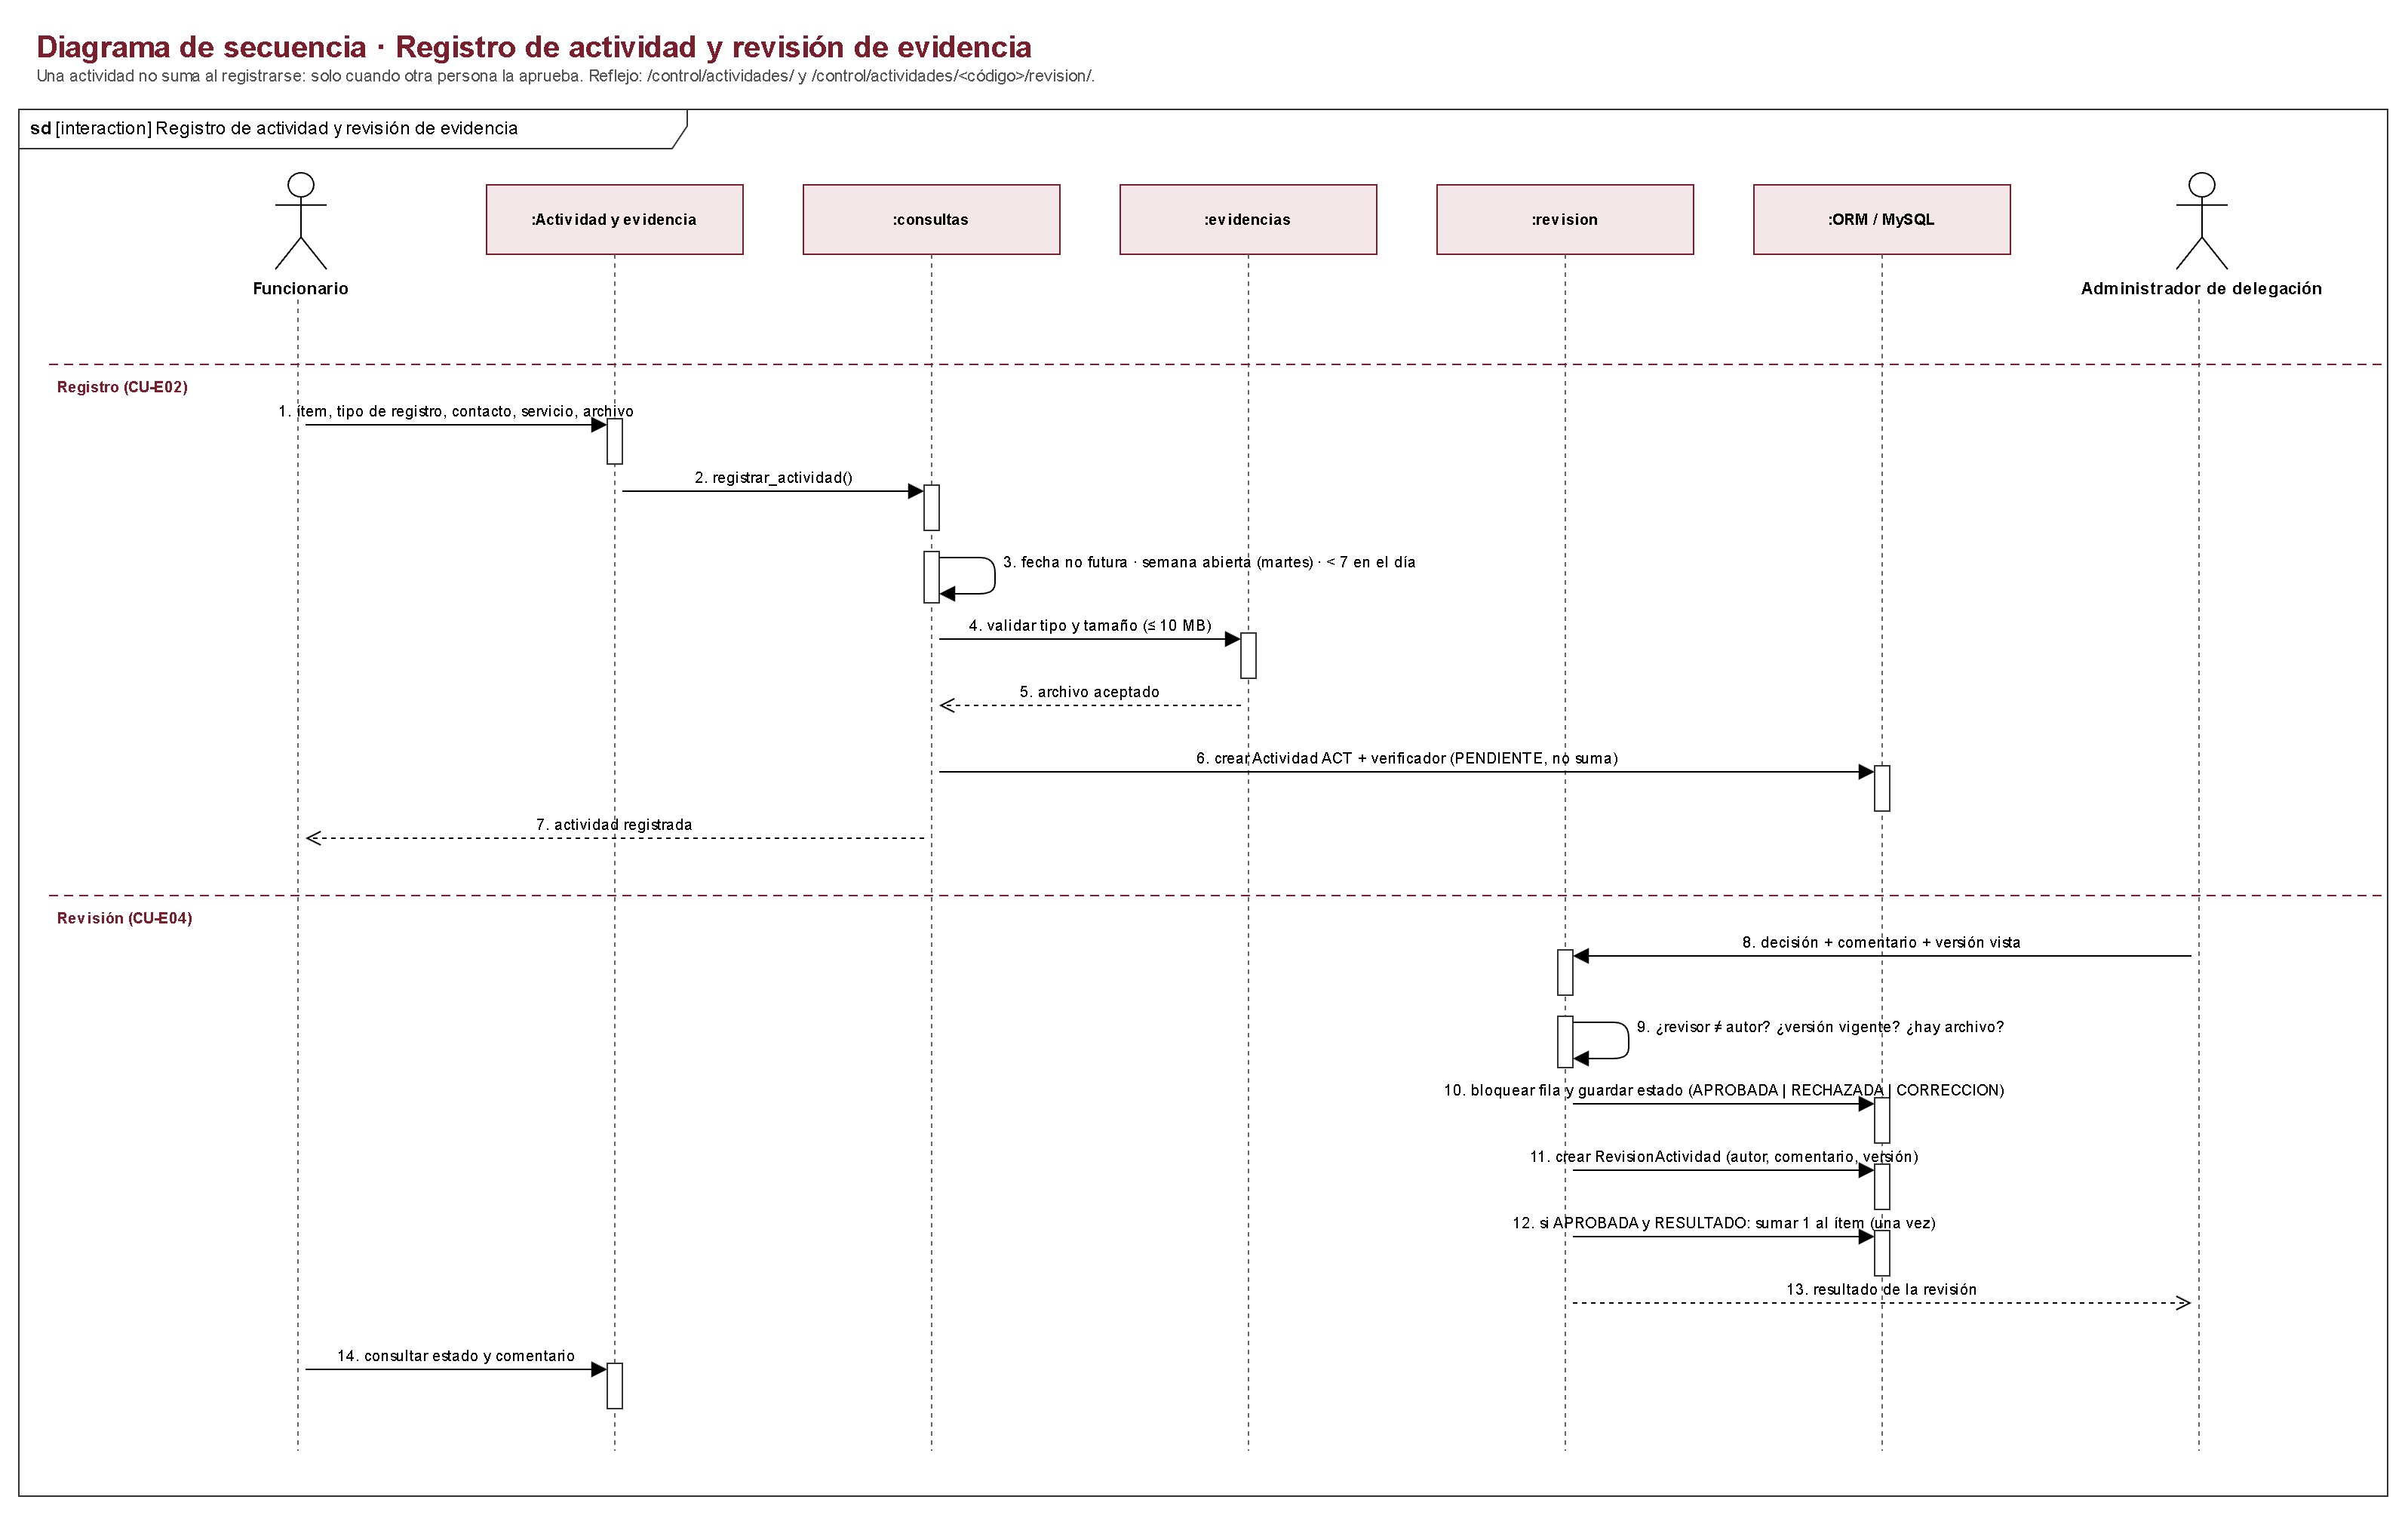 Diagrama de secuencia · Registro de actividad y revisión de evidencia
Una actividad no suma al registrarse: solo cuando otra persona la aprueba. Reflejo: /control/actividades/ y /control/actividades/<código>/revision/.
sd [interaction] Registro de actividad y revisión de evidencia
:Actividad y evidencia
:consultas
:evidencias
:revision
:ORM / MySQL
Funcionario
Administrador de delegación
Registro (CU-E02)
1. ítem, tipo de registro, contacto, servicio, archivo
2. registrar_actividad()
3. fecha no futura · semana abierta (martes) · < 7 en el día
4. validar tipo y tamaño (≤ 10 MB)
5. archivo aceptado
6. crear Actividad ACT + verificador (PENDIENTE, no suma)
7. actividad registrada
Revisión (CU-E04)
8. decisión + comentario + versión vista
9. ¿revisor ≠ autor? ¿versión vigente? ¿hay archivo?
10. bloquear fila y guardar estado (APROBADA | RECHAZADA | CORRECCION)
11. crear RevisionActividad (autor, comentario, versión)
12. si APROBADA y RESULTADO: sumar 1 al ítem (una vez)
13. resultado de la revisión
14. consultar estado y comentario